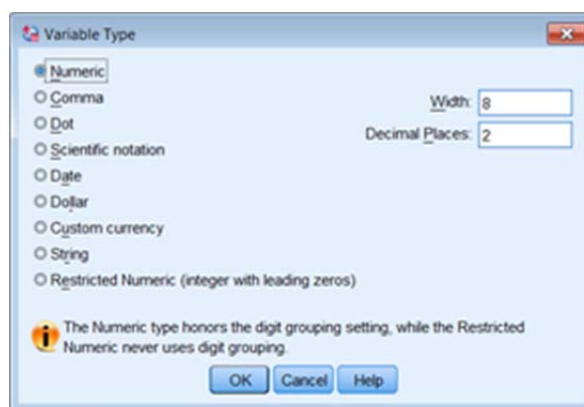 Variable Type
Numeric
Comma
Width: 8
Dot
Decimal Places: 2
Scientific notation
Date
Dollar
Custom currency
String
Restricted Numeric (integer with leading zeros)
The Numeric type honors the digit grouping setting, while the Restricted
Numeric never uses digit grouping.
OK Cancel Help